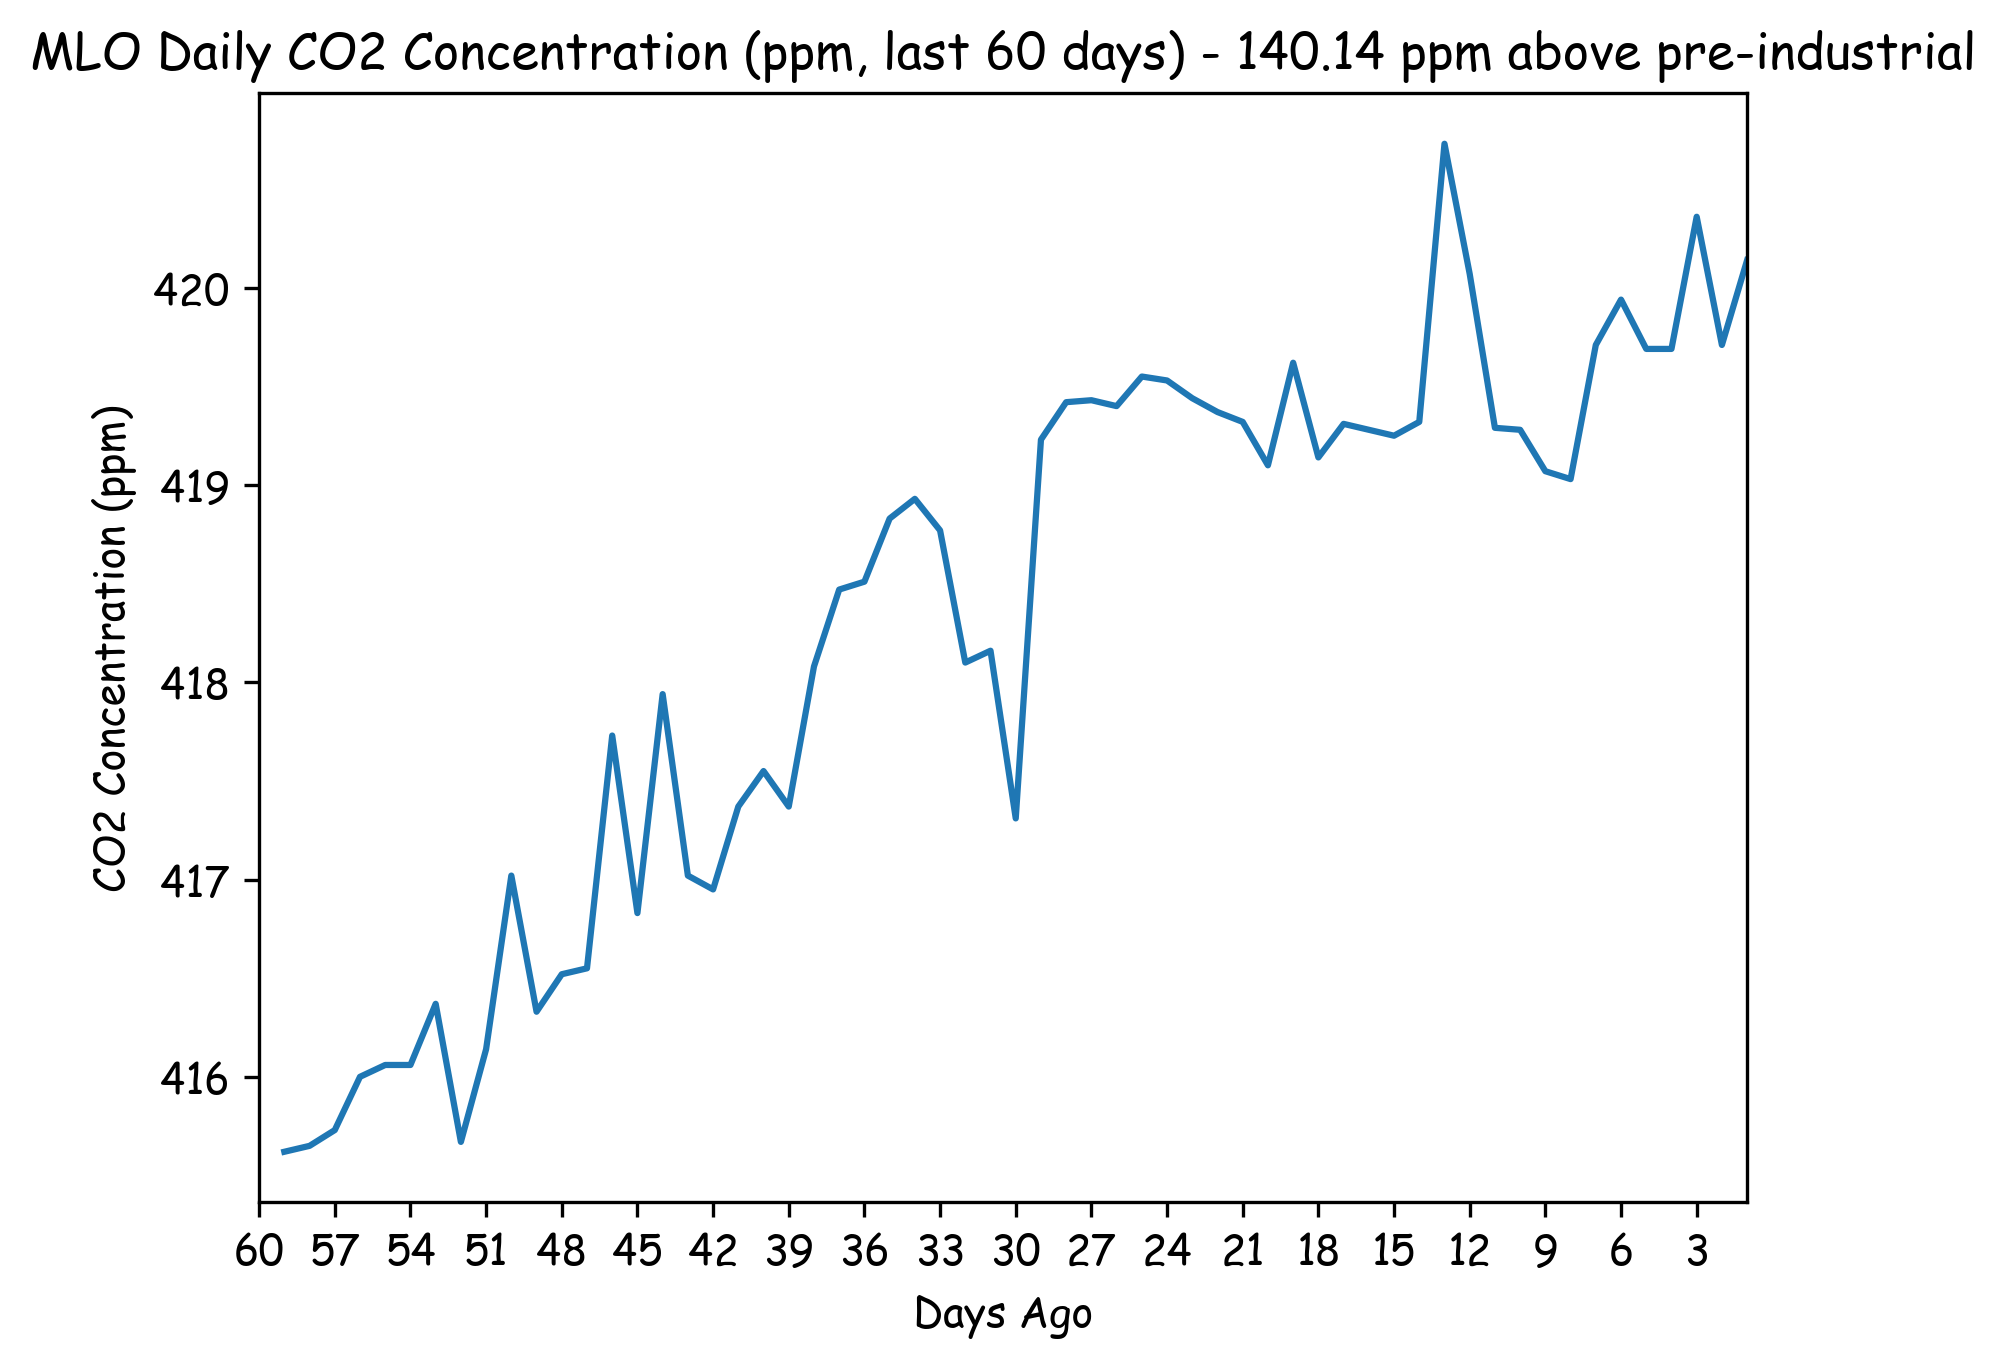 MLO Daily CO2 Concentration (ppm, last 60 days) - 140.14 ppm above pre-industrial
CO2 Concentration (ppm)
420
419
418
417
416
60 57 54 51 48 45 42 39 36 33 30 27 24 21 18 15 12 9 6 3
Days Ago